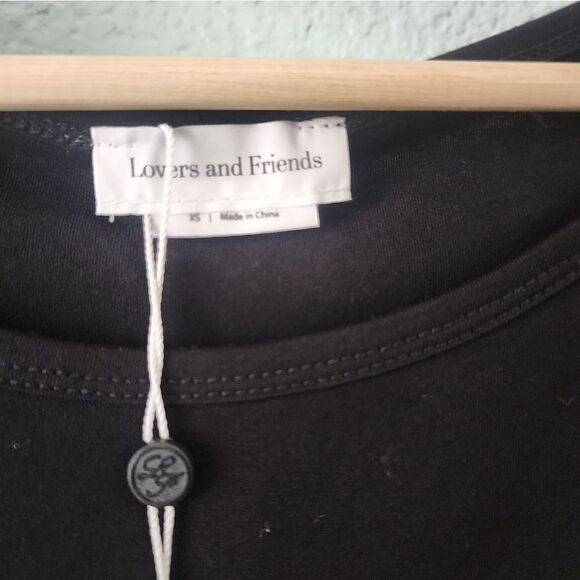 Lovers and Friends
XS | Made in China